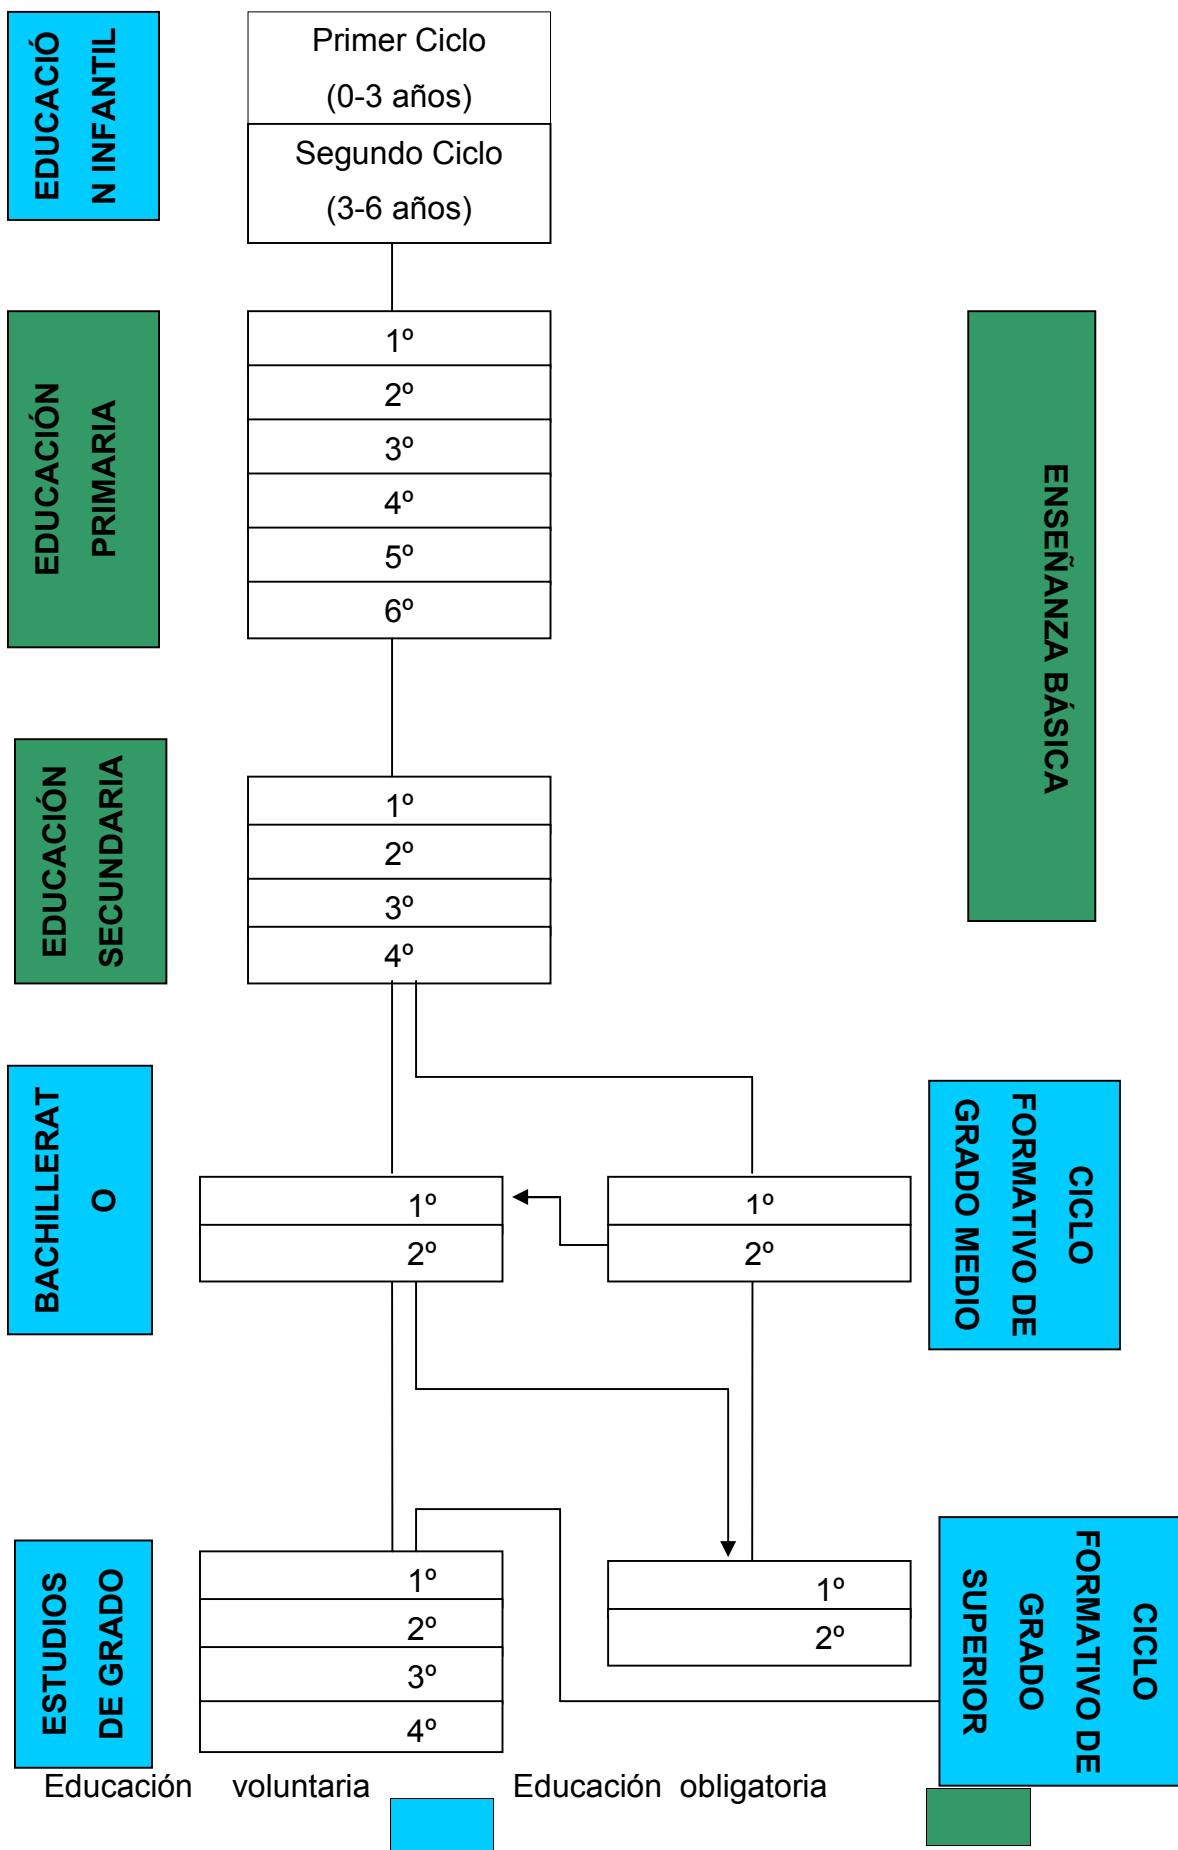 EDUCACIÓ
N INFANTIL
Primer Ciclo
(0-3 años)
Segundo Ciclo
(3-6 años)
EDUCACIÓN
PRIMARIA
1º
2º
3º
4º
5º
6º
ENSEÑANZA BÁSICA
EDUCACIÓN
SECUNDARIA
1º
2º
3º
4º
BACHILLERAT
O
1º
2º
1º
2º
CICLO
FORMATIVO DE
GRADO MEDIO
ESTUDIOS
DE GRADO
1º
2º
3º
4º
1º
2º
CICLO
FORMATIVO DE
GRADO
SUPERIOR
Educación voluntaria Educación obligatoria